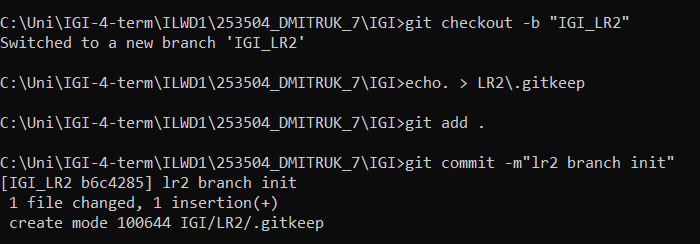 C:\Uni\IGI-4-term\ILWD1\253504_DMITRUK_7\IGI>git checkout -b "IGI_LR2"
Switched to a new branch 'IGI_LR2'
C:\Uni\IGI-4-term\ILWD1\253504_DMITRUK_7\IGI>echo. > LR2\.gitkeep
C:\Uni\IGI-4-term\ILWD1\253504_DMITRUK_7\IGI>git add .
C:\Uni\IGI-4-term\ILWD1\253504_DMITRUK_7\IGI>git commit -m"lr2 branch init"
[IGI_LR2 b6c4285] lr2 branch init
 1 file changed, 1 insertion(+)
 create mode 100644 IGI/LR2/.gitkeep